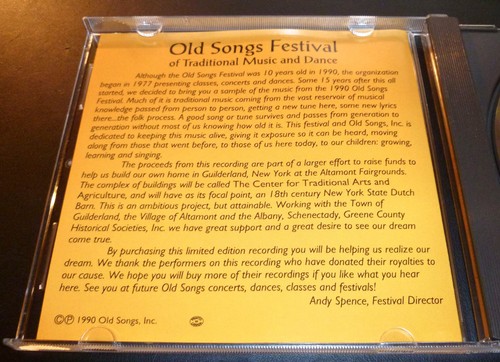 Old Songs Festival
of Traditional Music and Dance
Although the Old Songs Festival was 10 years old in 1990, the organization
began in 1977 presenting classes, concerts and dances. Some 15 years after this all
started, we decided to bring you a sample of the music from the 1990 Old Songs
Festival. Much of it is traditional music coming from the vast reservoir of musical
knowledge passed from person to person, getting a new tune here, some new lyrics
there...the folk process. A good song or tune survives and passes from generation to
generation without most of us knowing how old it is. This festival and Old Songs, Inc. is
dedicated to keeping this music alive, giving it exposure so it can be heard, moving
along from those that went before, to those of us here today, to our children: growing,
learning and singing.
The proceeds from this recording are part of a larger effort to raise funds to
help us build our own home in Guilderland, New York at the Altamont Fairgrounds.
The complex of buildings will be called The Center for Traditional Arts and
Agriculture, and will have as its focal point, an 18th century New York State Dutch
Barn. This is an ambitious project, but attainable. Working with the Town of
Guilderland, the Village of Altamont and the Albany, Schenectady, Greene County
Historical Societies, Inc. we have great support and a great desire to see our dream
come true.
By purchasing this limited edition recording you will be helping us realize our
dream. We thank the performers on this recording who have donated their royalties to
our cause. We hope you will buy more of their recordings if you like what you hear
here. See you at future Old Songs concerts, dances, classes and festivals!
Andy Spence, Festival Director
©℗ 1990 Old Songs, Inc.